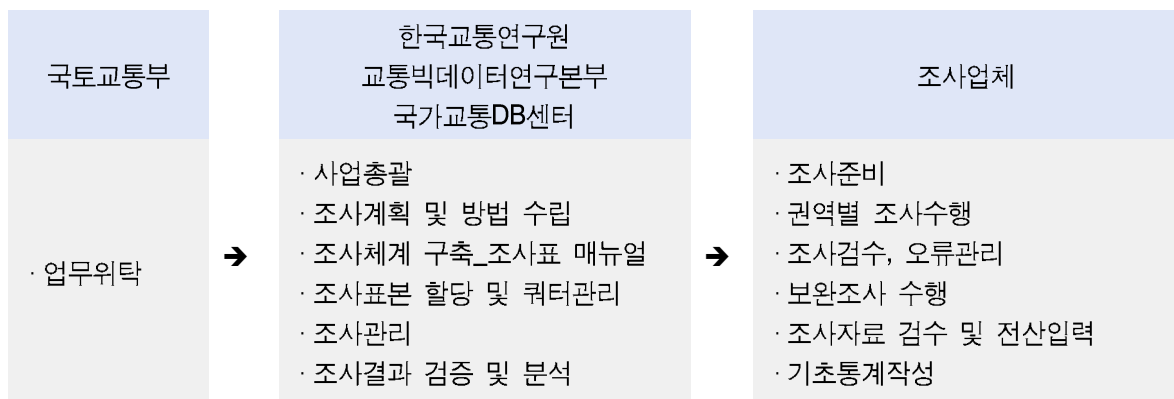 국토교통부
· 업무위탁
➔
한국교통연구원
교통빅데이터연구본부
국가교통DB센터
· 사업총괄
· 조사계획 및 방법 수립
· 조사체계 구축_조사표 매뉴얼
· 조사표본 할당 및 쿼터관리
· 조사관리
· 조사결과 검증 및 분석
➔
조사업체
· 조사준비
· 권역별 조사수행
· 조사검수, 오류관리
· 보완조사 수행
· 조사자료 검수 및 전산입력
· 기초통계작성